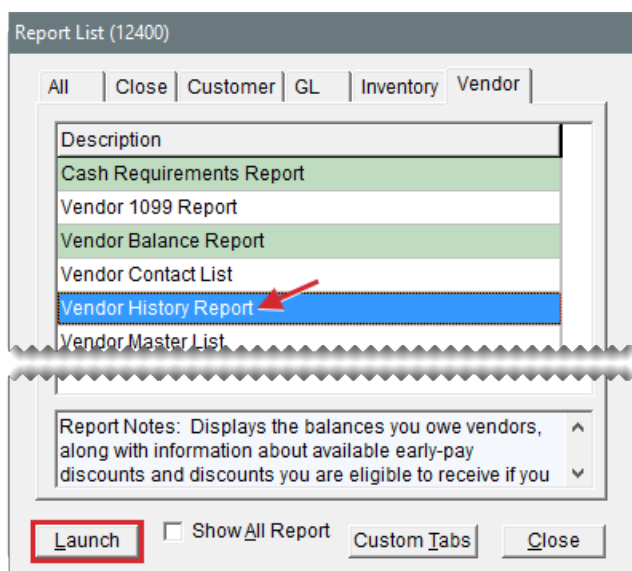 Report List (12400)
All Close Customer GL Inventory Vendor
Description
Cash Requirements Report
Vendor 1099 Report
Vendor Balance Report
Vendor Contact List
Vendor History Report
Vendor Master List
Report Notes: Displays the balances you owe vendors,
along with information about available early-pay
discounts and discounts you are eligible to receive if you
Launch Show All Report Custom Tabs Close